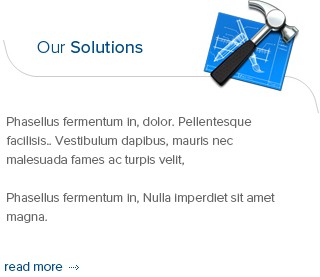 Our Solutions
Phasellus fermentum in, dolor. Pellentesque
facilisis.. Vestibulum dapibus, mauris nec
malesuada fames ac turpis velit,
Phasellus fermentum in, Nulla imperdiet sit amet
magna.
read more